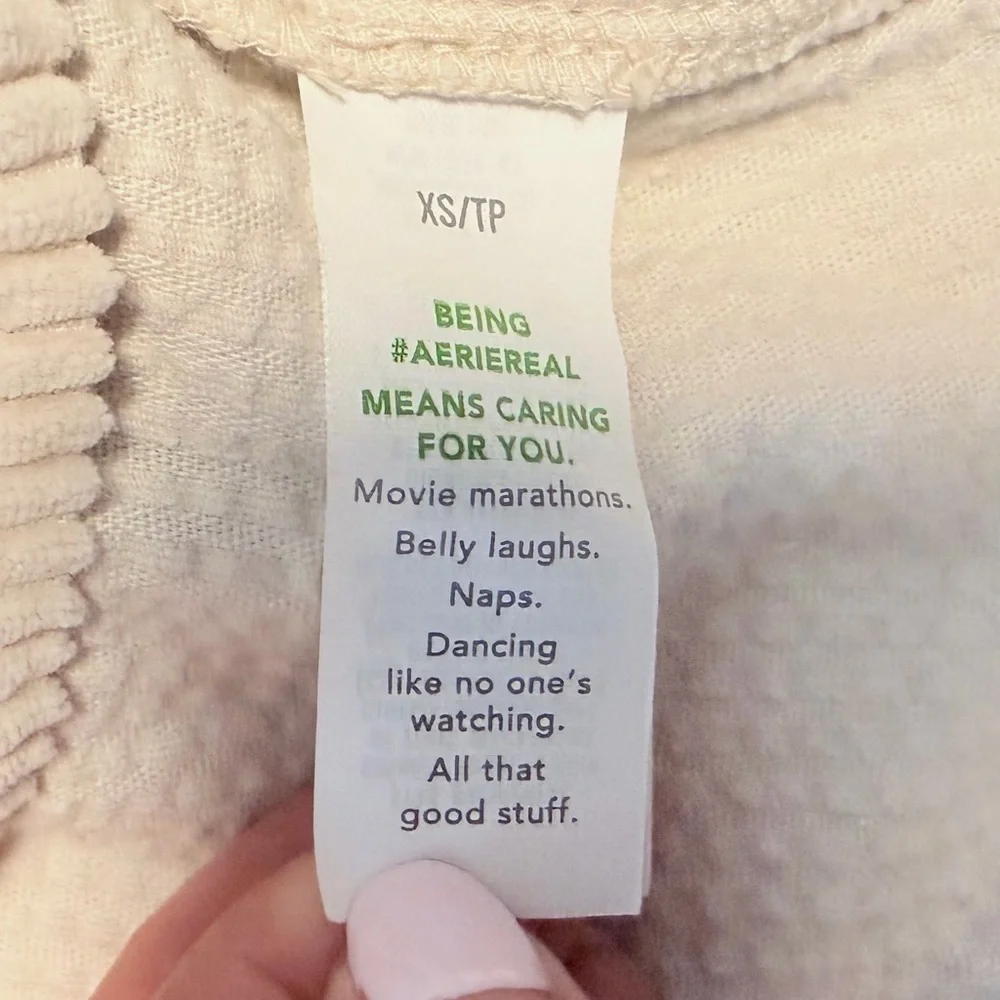 XS/TP
BEING
#AERIEREAL
MEANS CARING
FOR YOU.
Movie marathons.
Belly laughs.
Naps.
Dancing
like no one's
watching.
All that
good stuff.